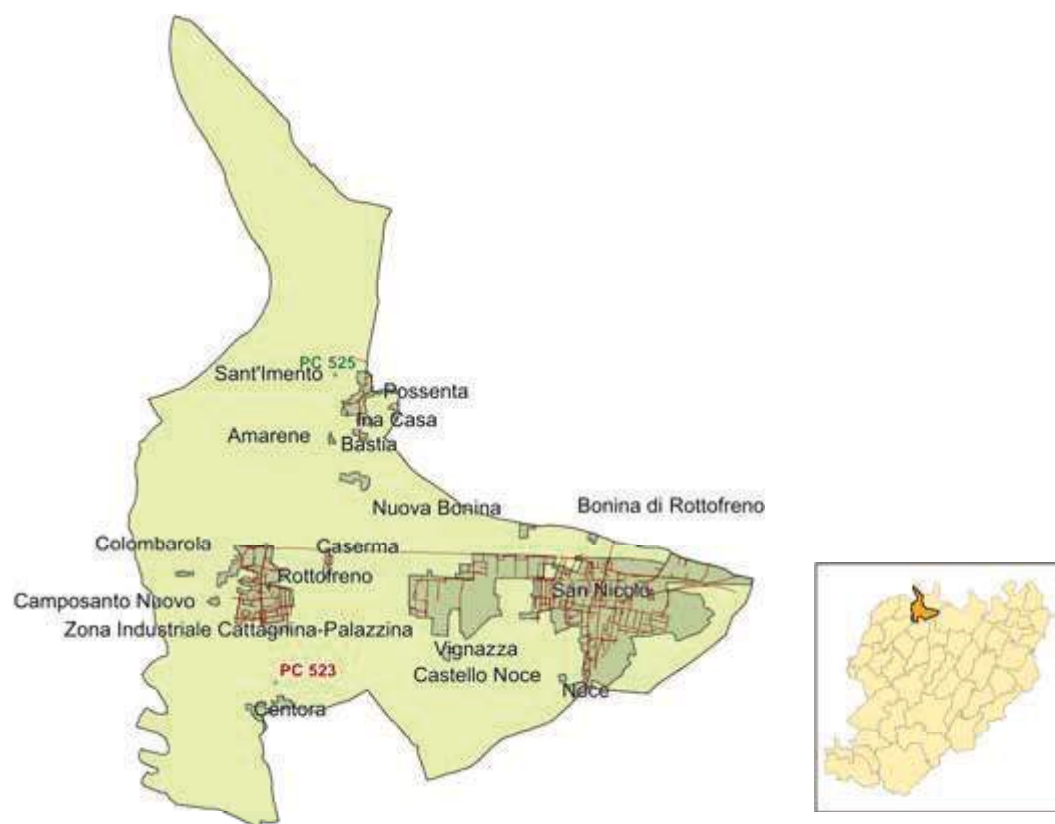 PC 525
Sant'Imento
Possenta
Ina Casa
Amarene
Bastia
Nuova Bonina
Bonina di Rottofreno
Colombarola
Caserma
Rottofreno
San Nicolò
Camposanto Nuovo
Zona Industriale Cattagnina-Palazzina
Vignazza
PC 523
Castello Noce
Noce
Centora